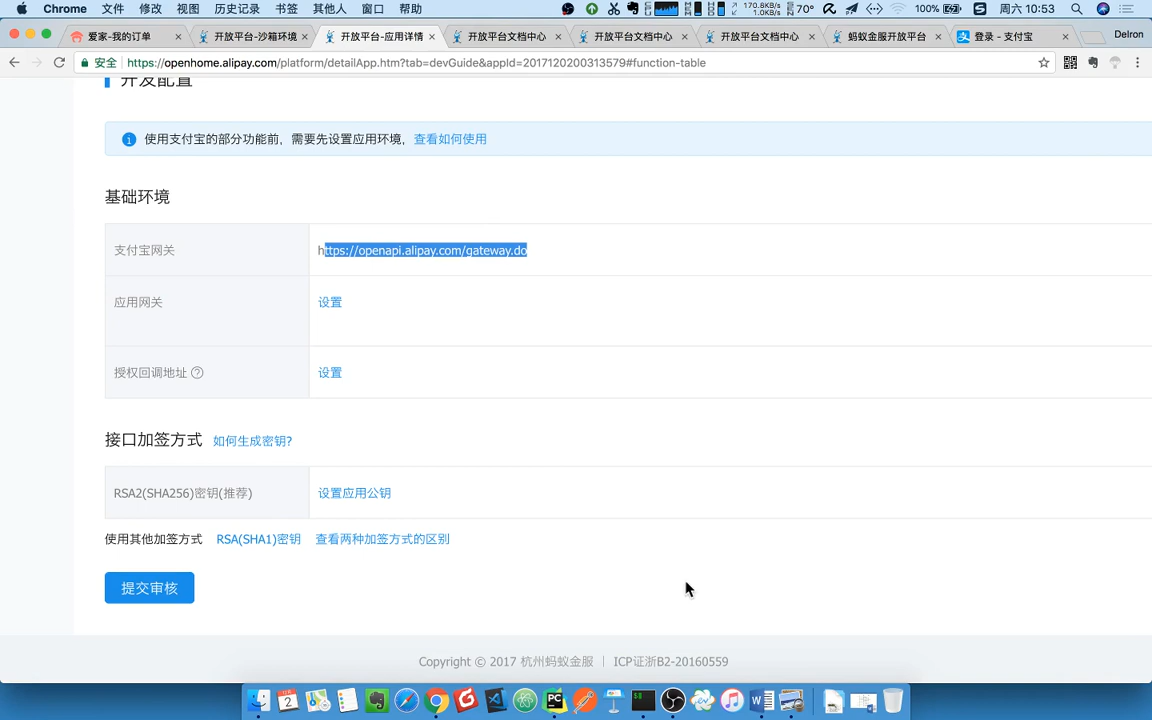 Chrome 文件 修改 视图 历史记录 书签 其他人 窗口 帮助 170.8KB/s 1.0KB/s 70° 100% 周六 10:53
爱家-我的订单 开放平台-沙箱环境 开放平台-应用详情 开放平台文档中心 开放平台文档中心 开放平台文档中心 蚂蚁金服开放平台 登录 - 支付宝 Delron
安全 https://openhome.alipay.com/platform/detailApp.htm?tab=devGuide&appId=2017120200313579#function-table
开发配置
使用支付宝的部分功能前，需要先设置应用环境，查看如何使用
基础环境
支付宝网关 https://openapi.alipay.com/gateway.do
应用网关 设置
授权回调地址 ? 设置
接口加签方式 如何生成密钥?
RSA2(SHA256)密钥(推荐) 设置应用公钥
使用其他加签方式 RSA(SHA1)密钥 查看两种加签方式的区别
提交审核
Copyright © 2017 杭州蚂蚁金服 | ICP证浙B2-20160559